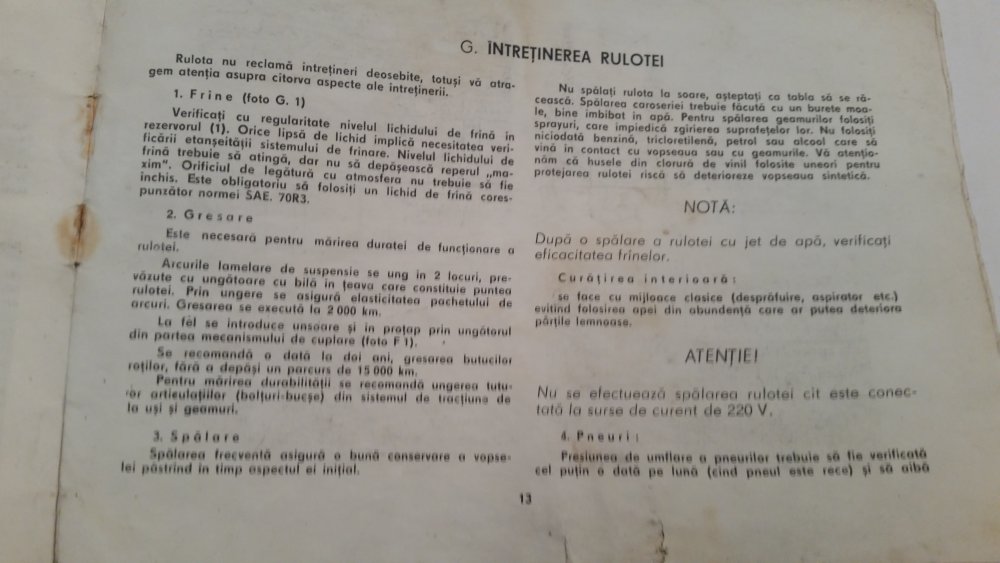 G. ÎNTREȚINEREA RULOTEI
Rulota nu reclamă întrețineri deosebite, totuși vă atra-
gem atenția asupra citorva aspecte ale întreținerii.
1. Frîne (foto G. 1)
Verificați cu regularitate nivelul lichidului de frînă în
rezervorul (1). Orice lipsă de lichid implică necesitatea veri-
ficării etanșeității sistemului de frinare. Nivelul lichidului de
frînă trebuie să atingă, dar nu să depășească reperul „ma-
xim". Orificiul de legătură cu atmosfera nu trebuie să fie
închis. Este obligatoriu să folosiți un lichid de frînă cores-
punzător normei SAE. 70R3.
2. Gresare
Este necesară pentru mărirea duratei de funcționare a
rulotei.
Arcurile lamelare de suspensie se ung în 2 locuri, pre-
văzute cu ungătoare cu bilă în țeava care constituie puntea
rulotei. Prin ungere se asigură elasticitatea pachetului de
arcuri. Gresarea se execută la 2 000 km.
La fel se introduce unsoare și în proțap prin ungătorul
din partea mecanismului de cuplare (foto F 1).
Se recomandă o dată la doi ani, gresarea butucilor
roților, fără a depăși un parcurs de 15 000 km.
Pentru mărirea durabilității se recomandă ungerea tutu-
ror articulațiilor (bolțuri-bucșe) din sistemul de tracțiune de
la uși și geamuri.
3. Spălare
Spălarea frecventă asigură o bună conservare a vopse-
lei păstrînd în timp aspectul ei inițial.
Nu spălați rulota la soare, așteptați ca tabla să se ră-
cească. Spălarea caroseriei trebuie făcută cu un burete moa-
le, bine îmbibat în apă. Pentru spălarea geamurilor folosiți
sprayuri, care împiedică zgîrierea suprafețelor lor. Nu folosiți
niciodată benzină, tricloretilenă, petrol sau alcool care să
vină în contact cu vopseaua sau cu geamurile. Vă atențio-
năm că husele din clorură de vinil folosite uneori pentru
protejarea rulotei riscă să deterioreze vopseaua sintetică.
NOTĂ:
După o spălare a rulotei cu jet de apă, verificați
eficacitatea frînelor.
Curățirea interioară:
se face cu mijloace clasice (desprăfuire, aspirator etc.)
evitînd folosirea apei din abundență care ar putea deteriora
părțile lemnoase.
ATENȚIE!
Nu se efectuează spălarea rulotei cît este conec-
tată la surse de curent de 220 V.
4. Pneuri:
Presiunea de umflare a pneurilor trebuie să fie verificată
cel puțin o dată pe lună (cînd pneul este rece) și să aibă
13